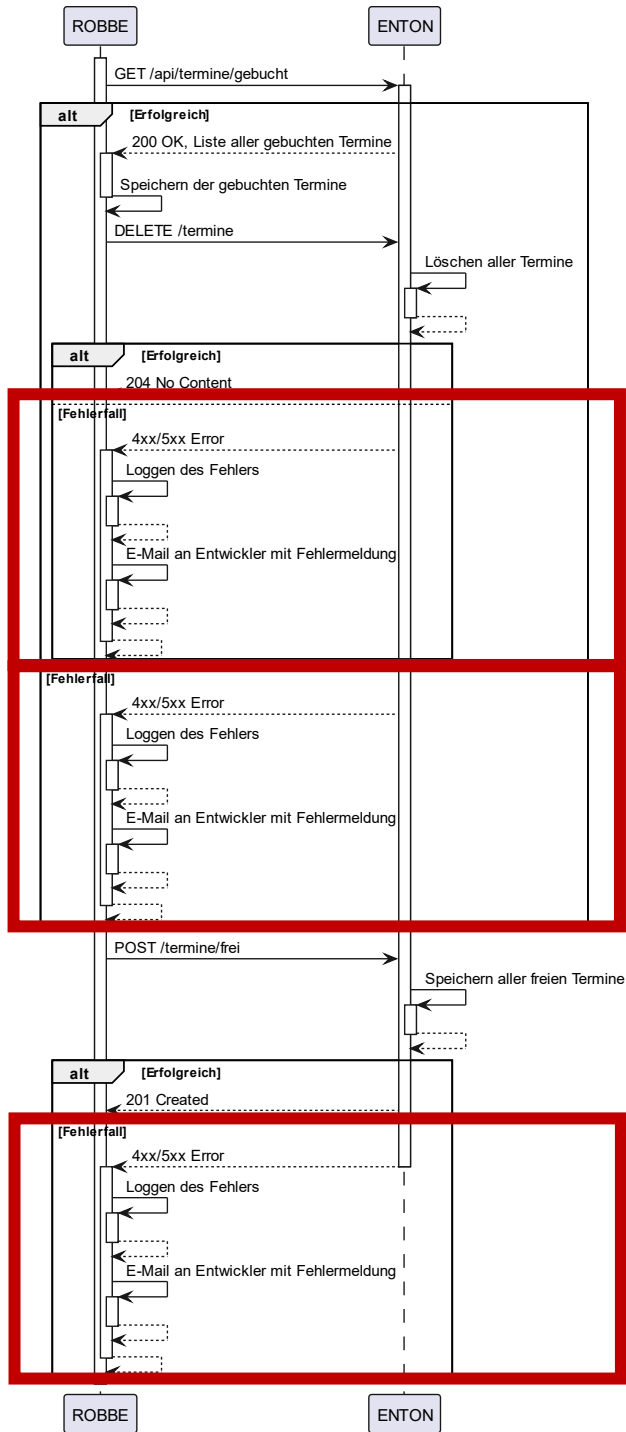 ROBBE
ENTON
GET /api/termine/gebucht
alt
[Erfolgreich]
200 OK, Liste aller gebuchten Termine
Speichern der gebuchten Termine
DELETE /termine
Löschen aller Termine
alt
[Erfolgreich]
204 No Content
[Fehlerfall]
4xx/5xx Error
Loggen des Fehlers
E-Mail an Entwickler mit Fehlermeldung
[Fehlerfall]
4xx/5xx Error
Loggen des Fehlers
E-Mail an Entwickler mit Fehlermeldung
POST /termine/frei
Speichern aller freien Termine
alt
[Erfolgreich]
201 Created
[Fehlerfall]
4xx/5xx Error
Loggen des Fehlers
E-Mail an Entwickler mit Fehlermeldung
ROBBE
ENTON